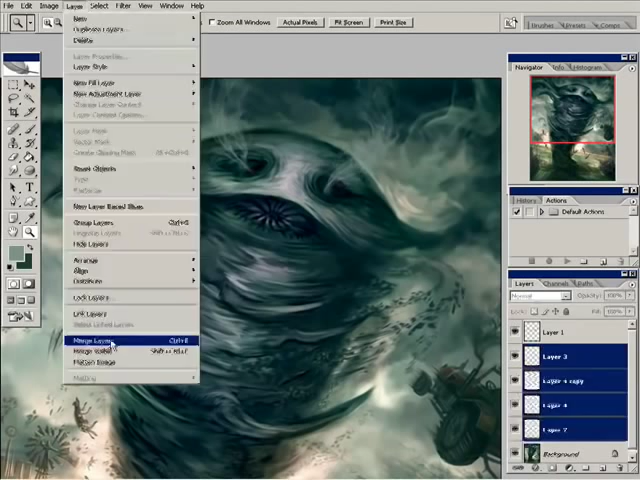 File Edit Image Layer Select Filter View Window Help
Zoom All Windows Actual Pixels Fit Screen Print Size
Brushes Presets Comps
New
Duplicate Layers...
Delete
Layer Properties...
Layer Style
New Fill Layer
New Adjustment Layer
Change Layer Content
Layer Content Options...
Layer Mask
Vector Mask
Create Clipping Mask
Smart Objects
Type
Rasterize
New Layer Based Slice
Group Layers Ctrl+G
Ungroup Layers
Hide Layers
Arrange
Align
Distribute
Lock Layers...
Link Layers
Select Linked Layers
Merge Layers Ctrl+E
Merge Visible
Flatten Image
Matting
Navigator Info Histogram
History Actions
Default Actions
Layers Channels Paths
Normal Opacity: 100%
Lock: Fill: 100%
Layer 1
Layer 3
Layer 4 copy
Layer 4
Layer 2
Background